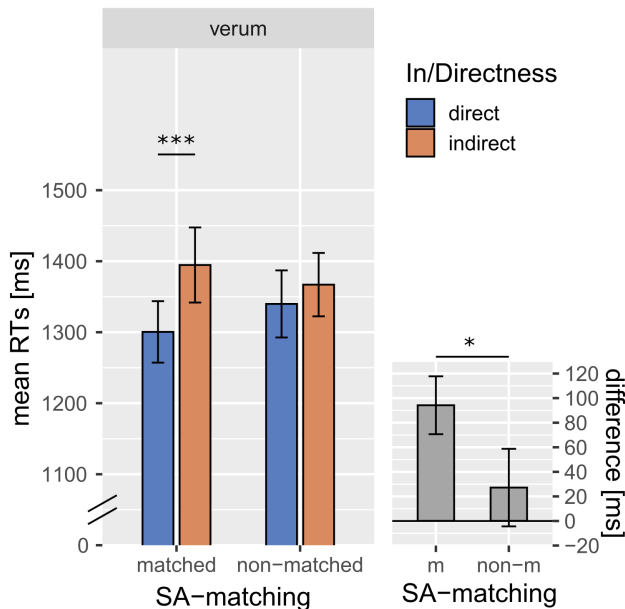 verum
In/Directness
direct
indirect
***
1500
1400
1300
1200
1100
0
mean RTs [ms]
matched
non−matched
SA−matching
*
120
100
80
60
40
20
0
−20
difference [ms]
m
non−m
SA−matching